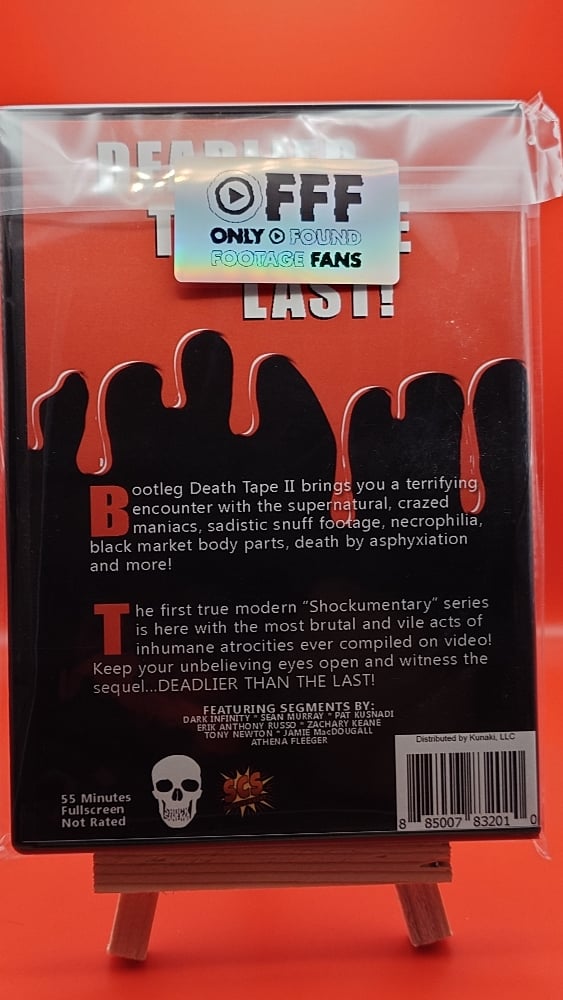 DEADLIER
OFFF
ONLY FOUND
FOOTAGE FANS
LAST!
Bootleg Death Tape II brings you a terrifying
encounter with the supernatural, crazed
maniacs, sadistic snuff footage, necrophilia,
black market body parts, death by asphyxiation
and more!
The first true modern “Shockumentary” series
is here with the most brutal and vile acts of
inhumane atrocities ever compiled on video!
Keep your unbelieving eyes open and witness the
sequel...DEADLIER THAN THE LAST!
FEATURING SEGMENTS BY:
DARK INFINITY * SEAN MURRAY * PAT KUSNADI
ERIK ANTHONY RUSSO * ZACHARY KEANE
TONY NEWTON * JAMIE MacDOUGALL
ATHENA FLEEGER
55 Minutes
Fullscreen
Not Rated
SCS
Distributed by Kunaki, LLC
8 85007 83201 0